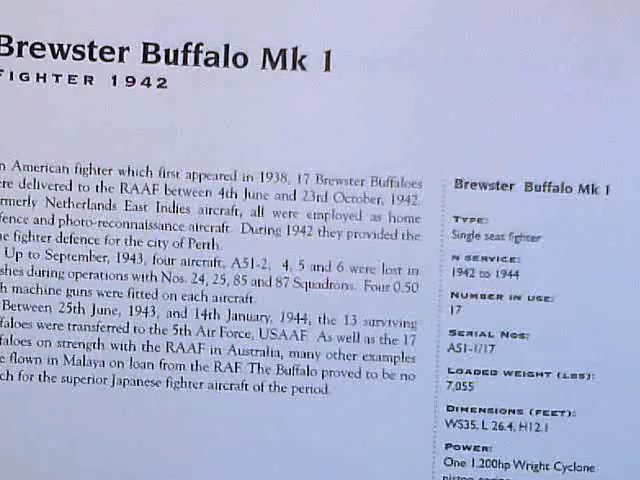 Brewster Buffalo Mk 1
FIGHTER 1942
n American fighter which first appeared in 1938, 17 Brewster Buffaloes
re delivered to the RAAF between 4th June and 23rd October, 1942.
rmerly Netherlands East Indies aircraft, all were employed as home
fence and photo-reconnaissance aircraft. During 1942 they provided the
e fighter defence for the city of Perth.
Up to September, 1943, four aircraft, A51-2, 4, 5 and 6 were lost in
shes during operations with Nos. 24, 25, 85 and 87 Squadrons. Four 0.50
h machine guns were fitted on each aircraft.
Between 25th June, 1943, and 14th January, 1944, the 13 surviving
faloes were transferred to the 5th Air Force, USAAF. As well as the 17
faloes on strength with the RAAF in Australia, many other examples
e flown in Malaya on loan from the RAF. The Buffalo proved to be no
ch for the superior Japanese fighter aircraft of the period.
Brewster Buffalo Mk 1
TYPE:
Single seat fighter
N SERVICE:
1942 to 1944
NUMBER IN USE:
17
SERIAL NOS:
A51-1/17
LOADED WEIGHT (LBS):
7,055
DIMENSIONS (FEET):
WS35, L 26.4, H12.1
POWER:
One 1,200hp Wright Cyclone